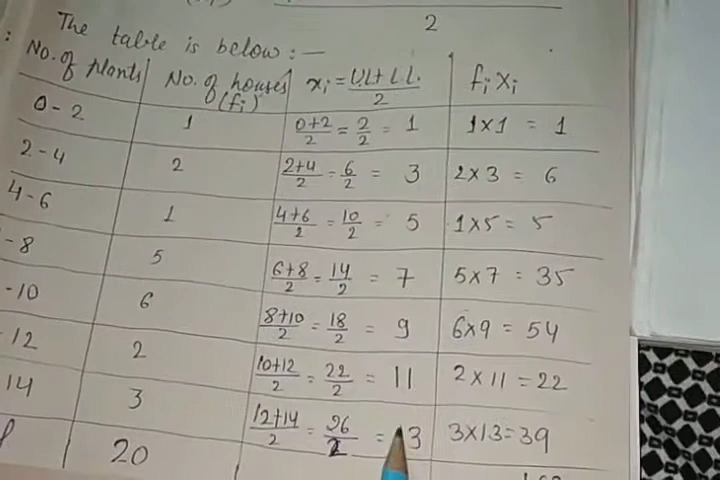 2
The table is below:—
No. of plants No. of houses (fi) xi = U.L+L.L. / 2 fixi
0-2 1 0+2/2 = 2/2 = 1 1×1 = 1
2-4 2 2+4/2 = 6/2 = 3 2×3 = 6
4-6 1 4+6/2 = 10/2 = 5 1×5 = 5
-8 5 6+8/2 = 14/2 = 7 5×7 = 35
-10 6 8+10/2 = 18/2 = 9 6×9 = 54
-12 2 10+12/2 = 22/2 = 11 2×11 = 22
14 3 12+14/2 = 26/2 = 13 3×13 = 39
20